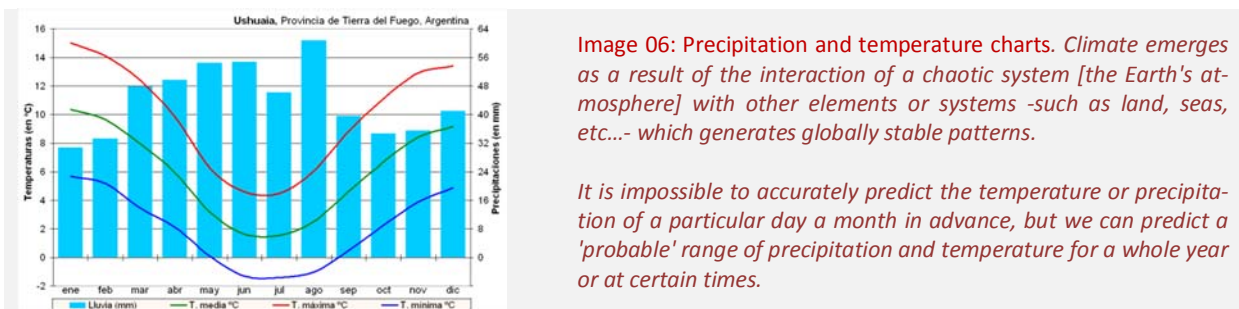 Ushuaia, Provincia de Tierra del Fuego, Argentina
Temperaturas (en ºC)
16
14
12
10
8
6
4
2
0
-2
64
56
48
40
32
24
16
8
0
Precipitaciones (en mm)
ene feb mar abr may jun jul ago sep oct nov dic
Lluvia (mm) T. media ºC T. máxima ºC T. mínima ºC
Image 06: Precipitation and temperature charts. Climate emerges
as a result of the interaction of a chaotic system [the Earth's at-
mosphere] with other elements or systems -such as land, seas,
etc...- which generates globally stable patterns.
It is impossible to accurately predict the temperature or precipita-
tion of a particular day a month in advance, but we can predict a
'probable' range of precipitation and temperature for a whole year
or at certain times.